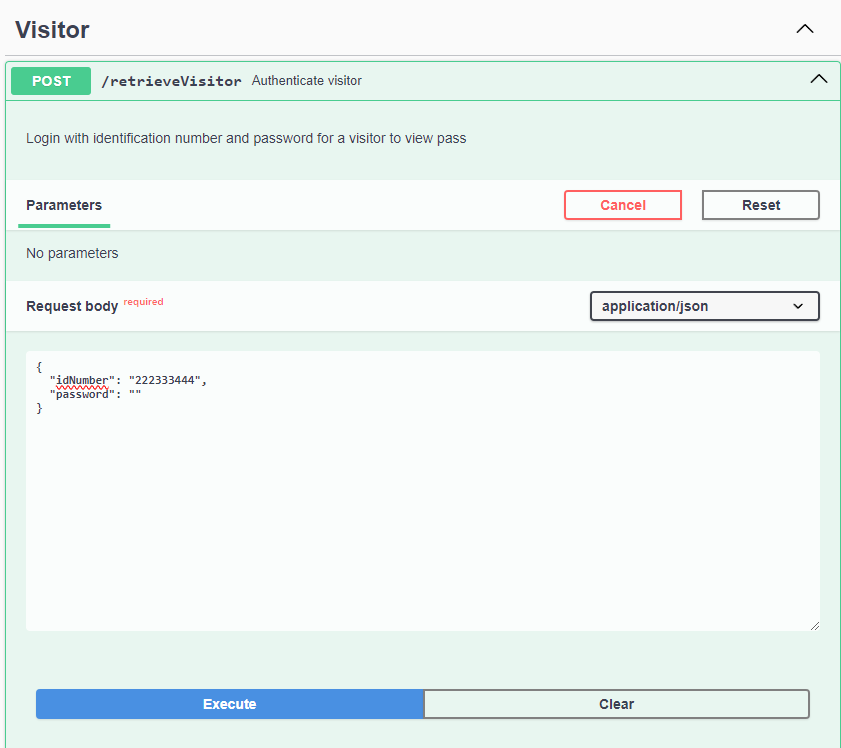 Visitor
POST /retrieveVisitor Authenticate visitor
Login with identification number and password for a visitor to view pass
Parameters Cancel Reset
No parameters
Request body required application/json
{
  "idNumber": "222333444",
  "password": ""
}
Execute Clear